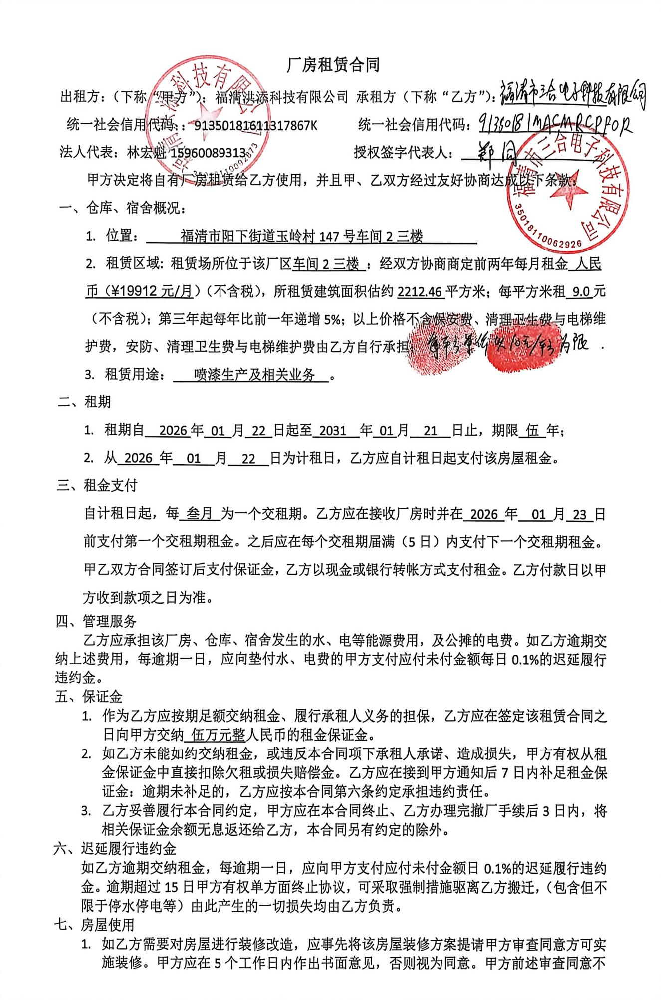 厂房租赁合同
出租方：（下称“甲方”）：福清洪添科技有限公司 承租方（下称“乙方”）：福清市三合电子科技有限公司
统一社会信用代码：：91350181611317867K 统一社会信用代码：91350181MACMRCPP0R
法人代表：林宏魁 15960089313 授权签字代表人：郑同
甲方决定将自有厂房租赁给乙方使用，并且甲、乙双方经过友好协商达成以下条款：
福清市三合电子科技有限公司
35018110062926
一、仓库、宿舍概况：
1. 位置： 福清市阳下街道玉岭村 147 号车间 2 三楼
2. 租赁区域：租赁场所位于该厂区车间 2 三楼 ：经双方协商商定前两年每月租金 人民
币（¥19912 元/月）（不含税），所租赁建筑面积估约 2212.46 平方米；每平方米租 9.0 元
（不含税）；第三年起每年比前一年递增 5%；以上价格不含保安费、清理卫生费与电梯维
护费，安防、清理卫生费与电梯维护费由乙方自行承担； 10元/ 为限.
3. 租赁用途： 喷漆生产及相关业务 。
二、租期
1. 租期自 2026 年 01 月 22 日起至 2031 年 01 月 21 日止，期限 伍 年；
2. 从 2026 年 01 月 22 日为计租日，乙方应自计租日起支付该房屋租金。
三、租金支付
自计租日起，每 叁月 为一个交租期。乙方应在接收厂房时并在 2026 年 01 月 23 日
前支付第一个交租期租金。之后应在每个交租期届满（5 日）内支付下一个交租期租金。
甲乙双方合同签订后支付保证金，乙方以现金或银行转帐方式支付租金。乙方付款日以甲
方收到款项之日为准。
四、管理服务
乙方应承担该厂房、仓库、宿舍发生的水、电等能源费用，及公摊的电费。如乙方逾期交
纳上述费用，每逾期一日，应向垫付水、电费的甲方支付应付未付金额每日 0.1%的迟延履行
违约金。
五、保证金
1. 作为乙方应按期足额交纳租金、履行承租人义务的担保，乙方应在签定该租赁合同之
日向甲方交纳 伍万元整人民币的租金保证金。
2. 如乙方未能如约交纳租金，或违反本合同项下承租人承诺、造成损失，甲方有权从租
金保证金中直接扣除欠租或损失赔偿金。乙方应在接到甲方通知后 7 日内补足租金保
证金：逾期未补足的，乙方应按本合同第六条约定承担违约责任。
3. 乙方妥善履行本合同约定，甲方应在本合同终止、乙方办理完撤厂手续后 3 日内，将
相关保证金余额无息返还给乙方，本合同另有约定的除外。
六、迟延履行违约金
如乙方逾期交纳租金，每逾期一日，应向甲方支付应付未付金额日 0.1%的迟延履行违约
金。逾期超过 15 日甲方有权单方面终止协议，可采取强制措施驱离乙方搬迁，（包含但不
限于停水停电等）由此产生的一切损失均由乙方负责。
七、房屋使用
1. 如乙方需要对房屋进行装修改造，应事先将该房屋装修方案提请甲方审查同意方可实
施装修。甲方应在 5 个工作日内作出书面意见，否则视为同意。甲方前述审查同意不